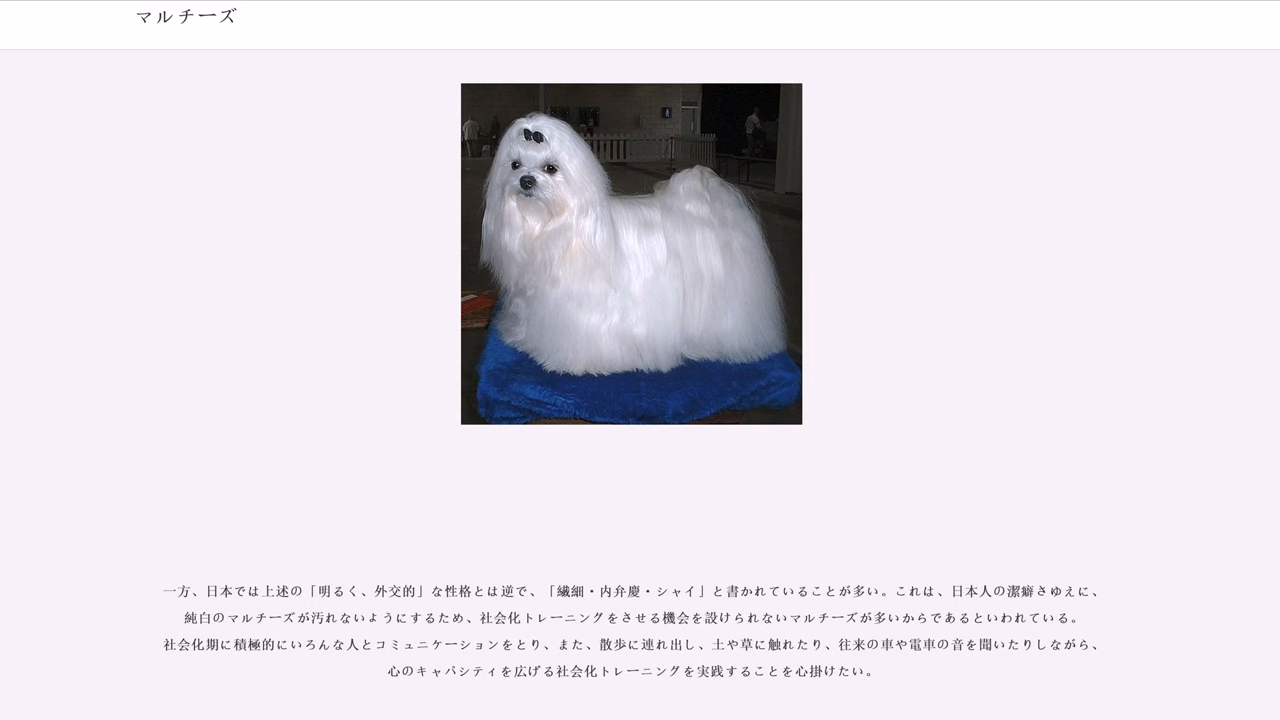 マルチーズ
一方、日本では上述の「明るく、外交的」な性格とは逆で、「繊細・内弁慶・シャイ」と書かれていることが多い。これは、日本人の潔癖さゆえに、
純白のマルチーズが汚れないようにするため、社会化トレーニングをさせる機会を設けられないマルチーズが多いからであるといわれている。
社会化期に積極的にいろんな人とコミュニケーションをとり、また、散歩に連れ出し、土や草に触れたり、往来の車や電車の音を聞いたりしながら、
心のキャパシティを広げる社会化トレーニングを実践することを心掛けたい。